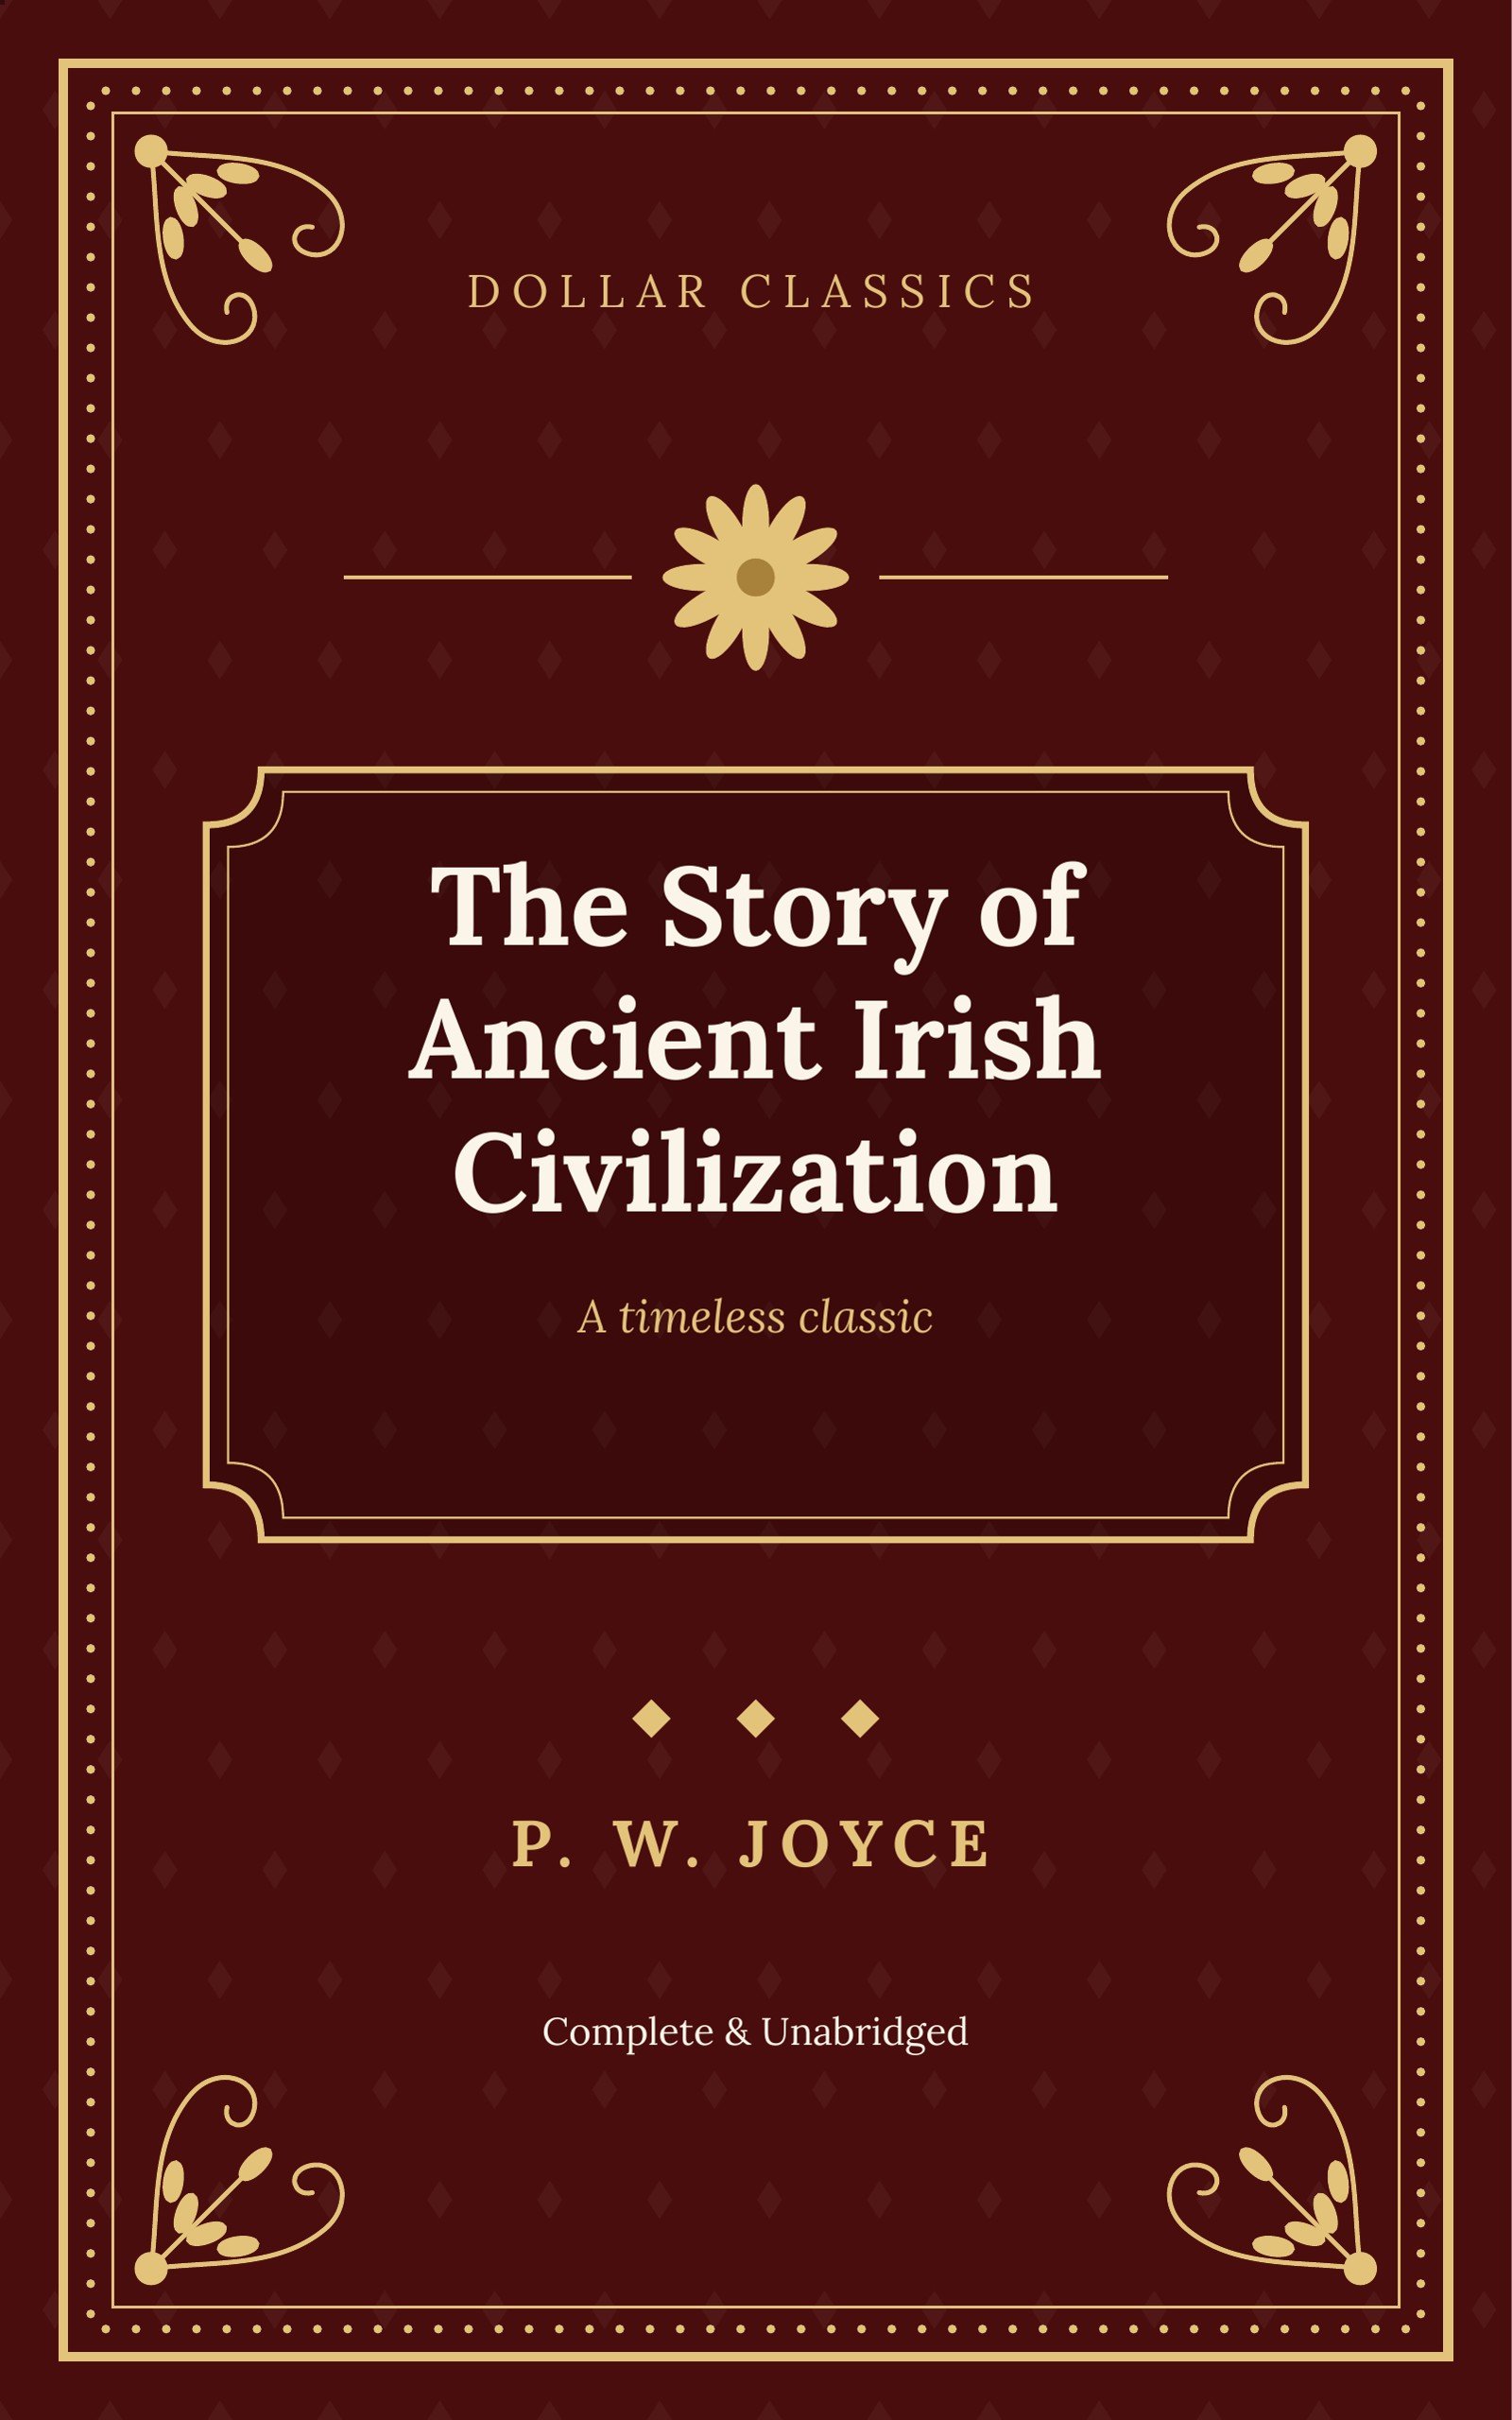 DOLLAR CLASSICS
The Story of
Ancient Irish
Civilization
A timeless classic
P. W. JOYCE
Complete & Unabridged